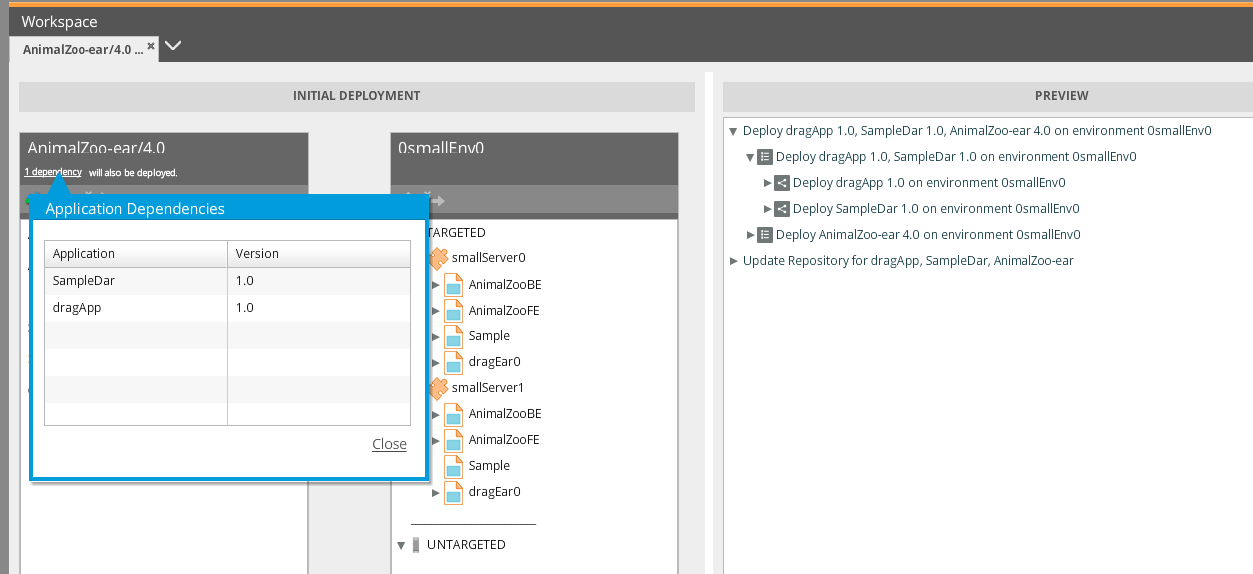 Workspace
AnimalZoo-ear/4.0 ...
INITIAL DEPLOYMENT
AnimalZoo-ear/4.0
1 dependency will also be deployed.
Application Dependencies
Application Version
SampleDar 1.0
dragApp 1.0
Close
0smallEnv0
TARGETED
smallServer0
AnimalZooBE
AnimalZooFE
Sample
dragEar0
smallServer1
AnimalZooBE
AnimalZooFE
Sample
dragEar0
UNTARGETED
PREVIEW
Deploy dragApp 1.0, SampleDar 1.0, AnimalZoo-ear 4.0 on environment 0smallEnv0
Deploy dragApp 1.0, SampleDar 1.0 on environment 0smallEnv0
Deploy dragApp 1.0 on environment 0smallEnv0
Deploy SampleDar 1.0 on environment 0smallEnv0
Deploy AnimalZoo-ear 4.0 on environment 0smallEnv0
Update Repository for dragApp, SampleDar, AnimalZoo-ear